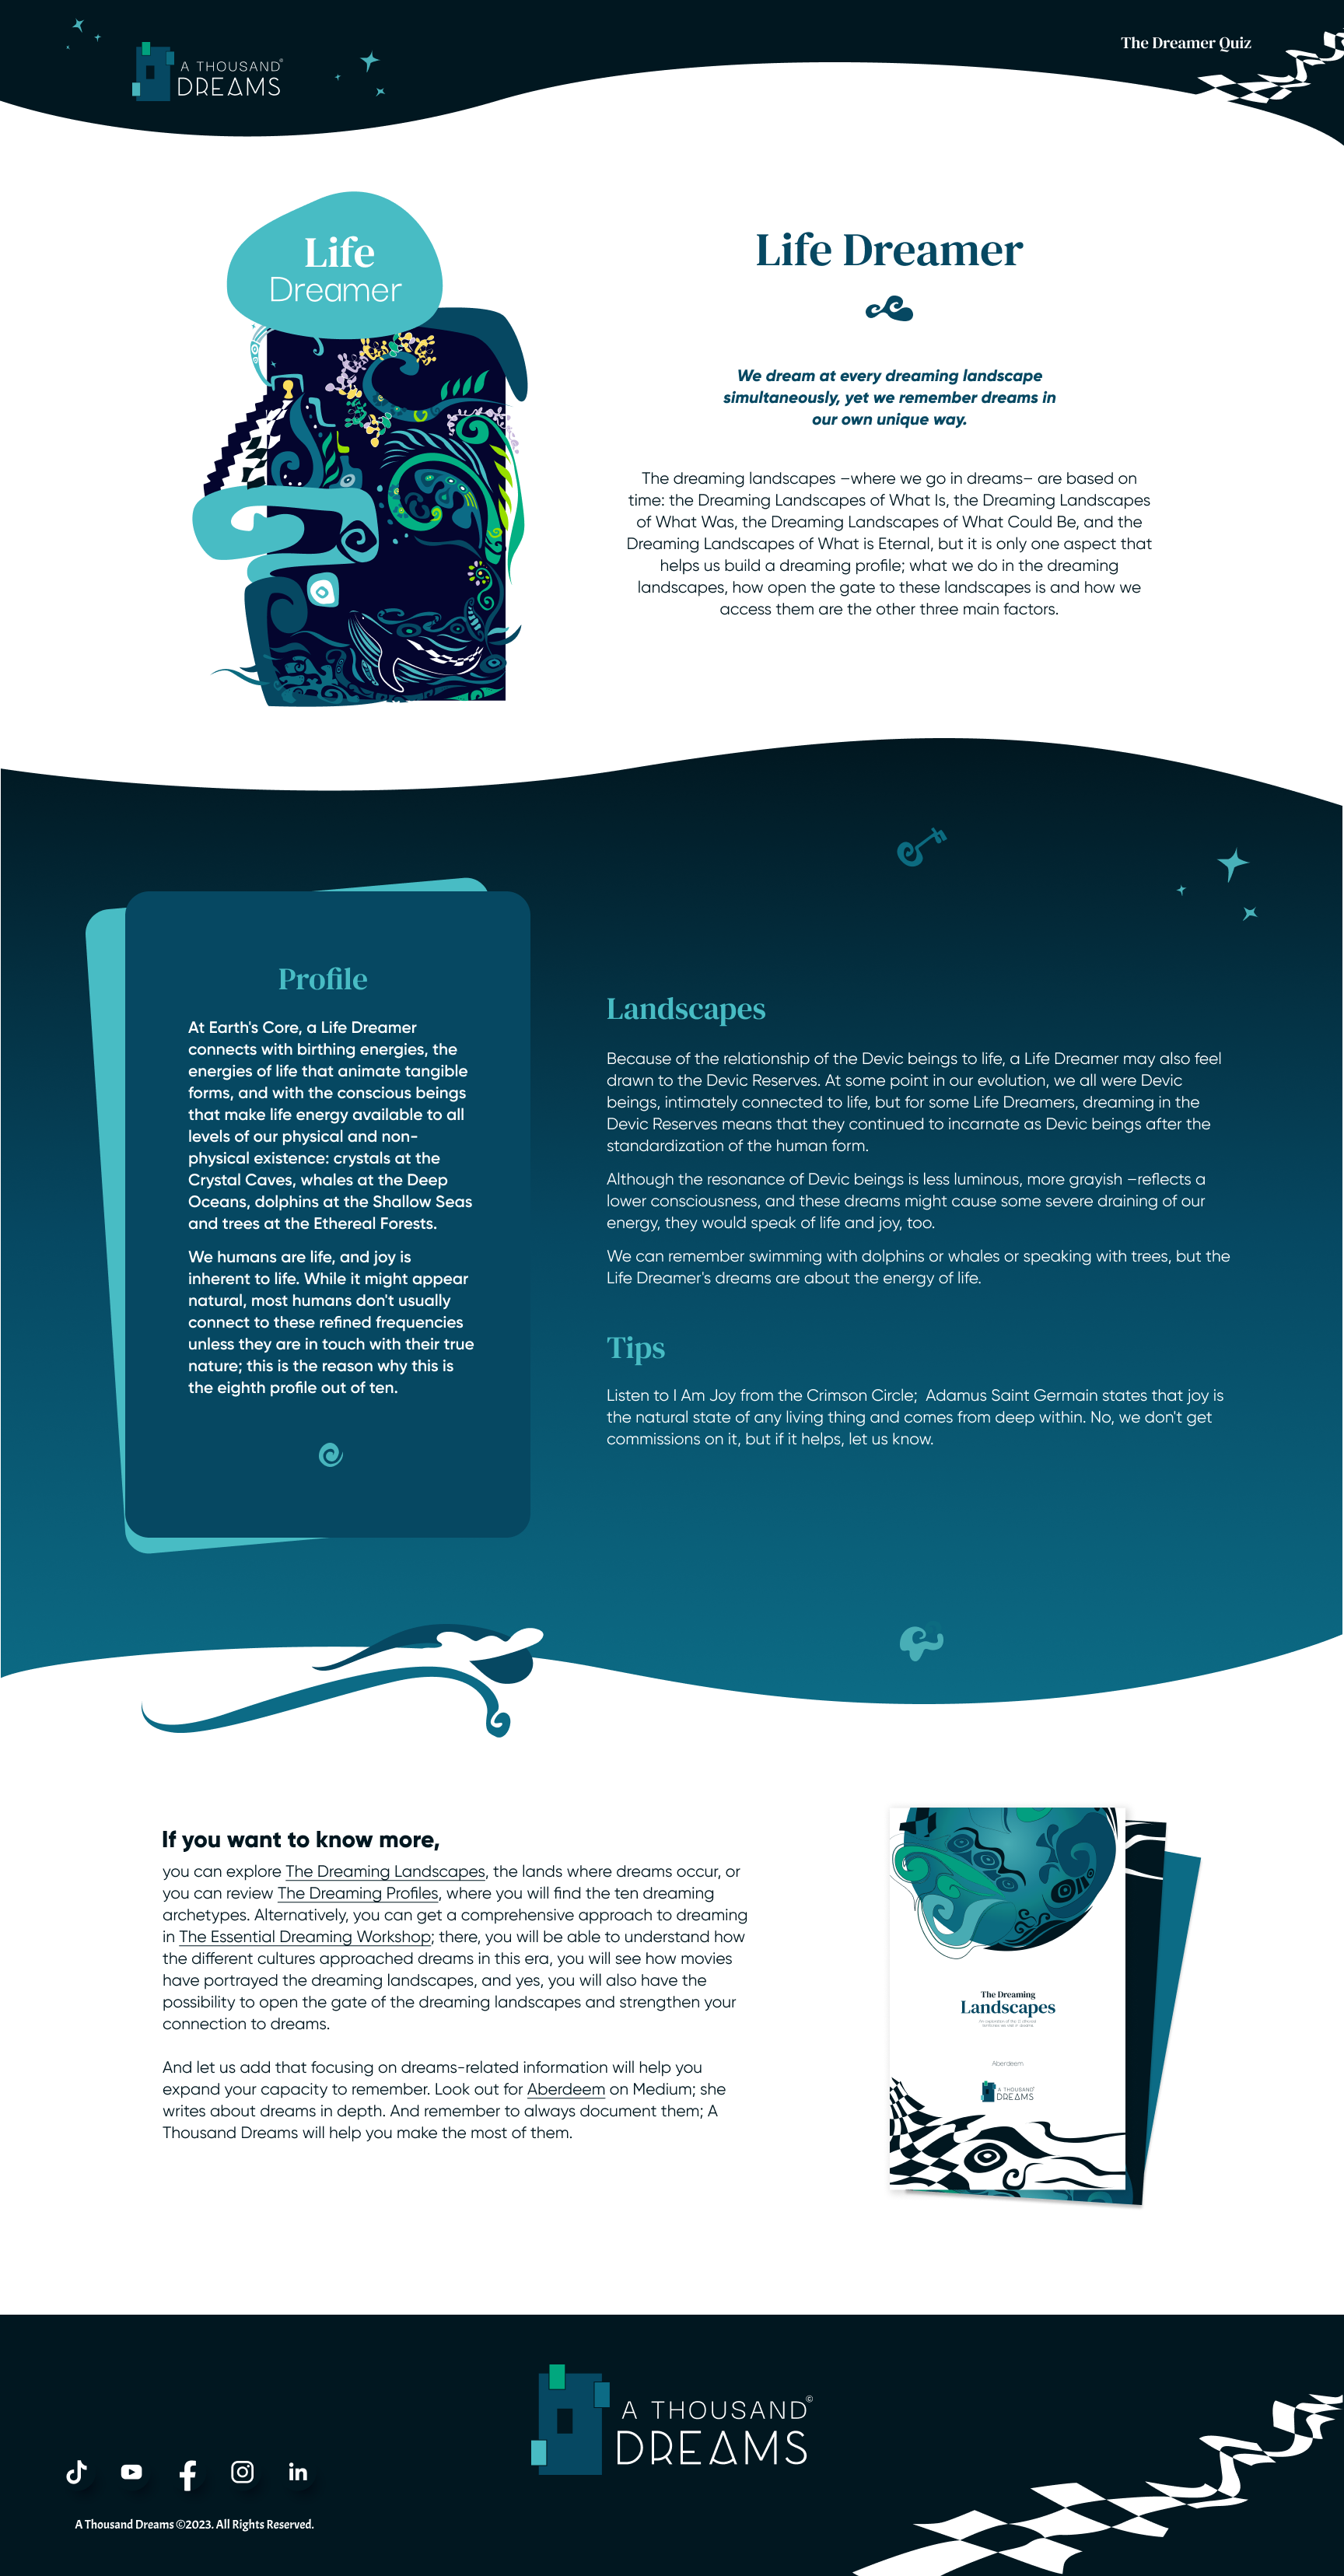 A THOUSAND
DREAMS
The Dreamer Quiz
Life
Dreamer
Life Dreamer
We dream at every dreaming landscape
simultaneously, yet we remember dreams in
our own unique way.
The dreaming landscapes –where we go in dreams– are based on
time: the Dreaming Landscapes of What Is, the Dreaming Landscapes
of What Was, the Dreaming Landscapes of What Could Be, and the
Dreaming Landscapes of What is Eternal, but it is only one aspect that
helps us build a dreaming profile; what we do in the dreaming
landscapes, how open the gate to these landscapes is and how we
access them are the other three main factors.
Profile
At Earth's Core, a Life Dreamer
connects with birthing energies, the
energies of life that animate tangible
forms, and with the conscious beings
that make life energy available to all
levels of our physical and non-
physical existence: crystals at the
Crystal Caves, whales at the Deep
Oceans, dolphins at the Shallow Seas
and trees at the Ethereal Forests.
We humans are life, and joy is
inherent to life. While it might appear
natural, most humans don't usually
connect to these refined frequencies
unless they are in touch with their true
nature; this is the reason why this is
the eighth profile out of ten.
Landscapes
Because of the relationship of the Devic beings to life, a Life Dreamer may also feel
drawn to the Devic Reserves. At some point in our evolution, we all were Devic
beings, intimately connected to life, but for some Life Dreamers, dreaming in the
Devic Reserves means that they continued to incarnate as Devic beings after the
standardization of the human form.
Although the resonance of Devic beings is less luminous, more grayish –reflects a
lower consciousness, and these dreams might cause some severe draining of our
energy, they would speak of life and joy, too.
We can remember swimming with dolphins or whales or speaking with trees, but the
Life Dreamer's dreams are about the energy of life.
Tips
Listen to I Am Joy from the Crimson Circle;  Adamus Saint Germain states that joy is
the natural state of any living thing and comes from deep within. No, we don't get
commissions on it, but if it helps, let us know.
If you want to know more,
you can explore The Dreaming Landscapes, the lands where dreams occur, or
you can review The Dreaming Profiles, where you will find the ten dreaming
archetypes. Alternatively, you can get a comprehensive approach to dreaming
in The Essential Dreaming Workshop; there, you will be able to understand how
the different cultures approached dreams in this era, you will see how movies
have portrayed the dreaming landscapes, and yes, you will also have the
possibility to open the gate of the dreaming landscapes and strengthen your
connection to dreams.
And let us add that focusing on dreams-related information will help you
expand your capacity to remember. Look out for Aberdeem on Medium; she
writes about dreams in depth. And remember to always document them; A
Thousand Dreams will help you make the most of them.
The Dreaming
Landscapes
Aberdeem
A THOUSAND
DREAMS
A THOUSAND©
DREAMS
A Thousand Dreams ©2023. All Rights Reserved.